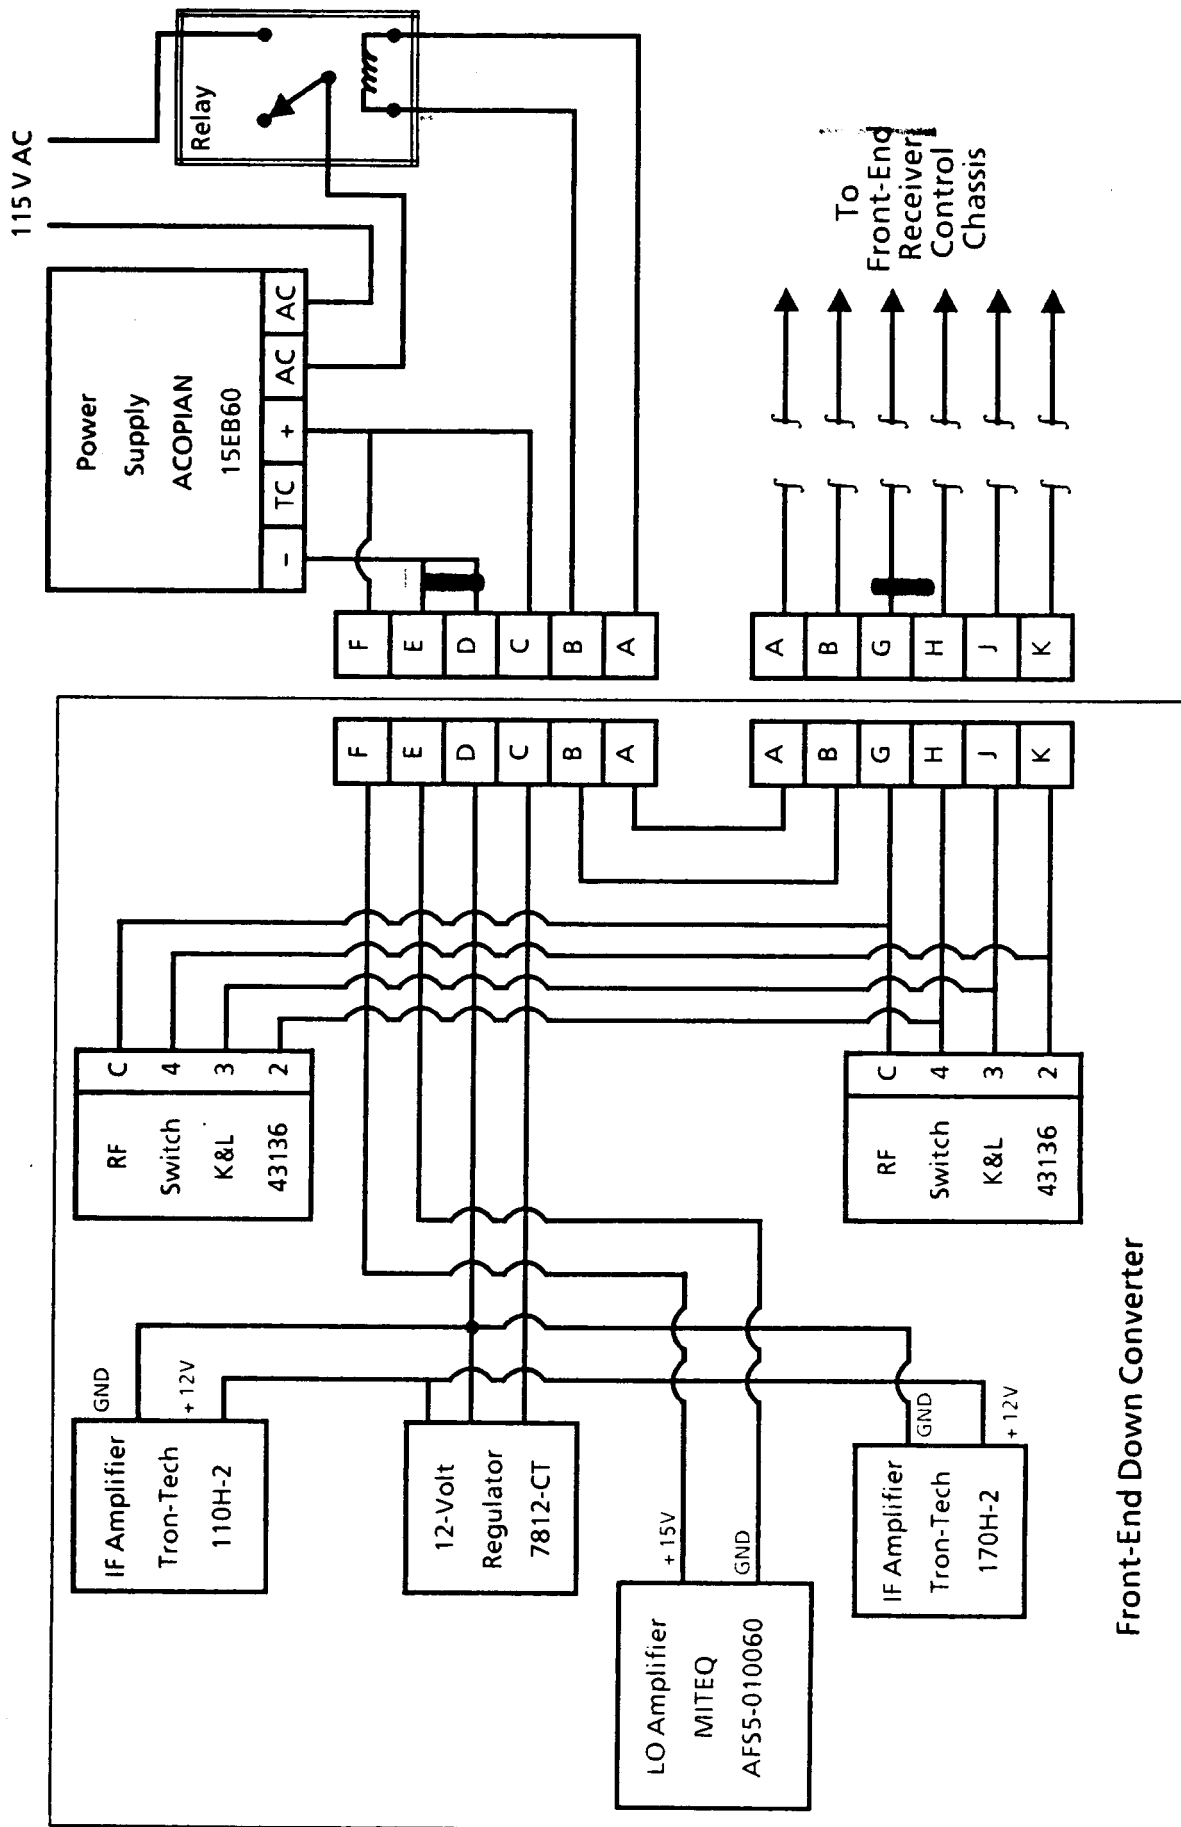 115 V AC
Relay
Power
Supply
ACOPIAN
15EB60
-
TC
+
AC
AC
F
E
D
C
B
A
A
B
G
H
J
K
To
Front-End
Receiver
Control
Chassis
F
E
D
C
B
A
A
B
G
H
J
K
RF
Switch
K&L
43136
C
4
3
2
RF
Switch
K&L
43136
C
4
3
2
IF Amplifier
Tron-Tech
110H-2
GND
+ 12V
12-Volt
Regulator
7812-CT
LO Amplifier
MITEQ
AFS5-010060
+ 15V
GND
IF Amplifier
Tron-Tech
170H-2
GND
+ 12V
Front-End Down Converter